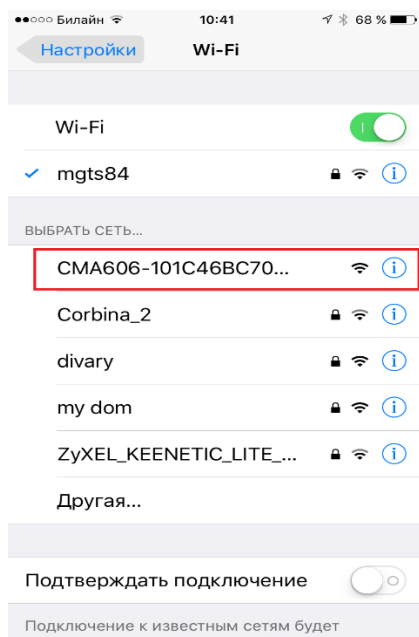 Билайн 10:41 68 %
Настройки Wi-Fi
Wi-Fi
mgts84
ВЫБРАТЬ СЕТЬ...
CMA606-101C46BC70...
Corbina_2
divary
my dom
ZyXEL_KEENETIC_LITE_...
Другая...
Подтверждать подключение
Подключение к известным сетям будет